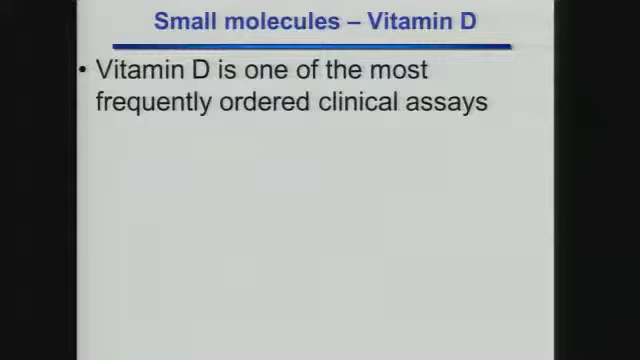 Small molecules – Vitamin D
• Vitamin D is one of the most
frequently ordered clinical assays